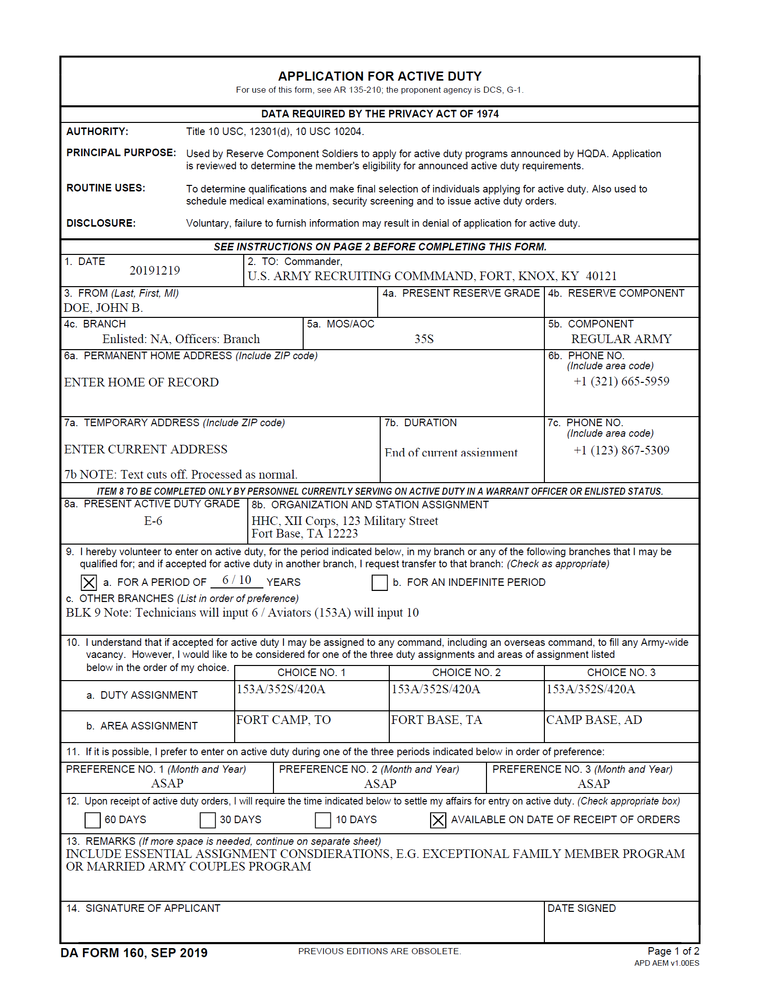 APPLICATION FOR ACTIVE DUTY
For use of this form, see AR 135-210; the proponent agency is DCS, G-1.
DATA REQUIRED BY THE PRIVACY ACT OF 1974
AUTHORITY: Title 10 USC, 12301(d), 10 USC 10204.
PRINCIPAL PURPOSE: Used by Reserve Component Soldiers to apply for active duty programs announced by HQDA. Application
is reviewed to determine the member's eligibility for announced active duty requirements.
ROUTINE USES: To determine qualifications and make final selection of individuals applying for active duty. Also used to
schedule medical examinations, security screening and to issue active duty orders.
DISCLOSURE: Voluntary, failure to furnish information may result in denial of application for active duty.
SEE INSTRUCTIONS ON PAGE 2 BEFORE COMPLETING THIS FORM.
1. DATE
20191219
2. TO: Commander,
U.S. ARMY RECRUITING COMMMAND, FORT, KNOX, KY 40121
3. FROM (Last, First, MI)
DOE, JOHN B.
4a. PRESENT RESERVE GRADE
4b. RESERVE COMPONENT
4c. BRANCH
Enlisted: NA, Officers: Branch
5a. MOS/AOC
35S
5b. COMPONENT
REGULAR ARMY
6a. PERMANENT HOME ADDRESS (Include ZIP code)
ENTER HOME OF RECORD
6b. PHONE NO.
(Include area code)
+1 (321) 665-5959
7a. TEMPORARY ADDRESS (Include ZIP code)
ENTER CURRENT ADDRESS
7b NOTE: Text cuts off. Processed as normal.
7b. DURATION
End of current assignment
7c. PHONE NO.
(Include area code)
+1 (123) 867-5309
ITEM 8 TO BE COMPLETED ONLY BY PERSONNEL CURRENTLY SERVING ON ACTIVE DUTY IN A WARRANT OFFICER OR ENLISTED STATUS.
8a. PRESENT ACTIVE DUTY GRADE
E-6
8b. ORGANIZATION AND STATION ASSIGNMENT
HHC, XII Corps, 123 Military Street
Fort Base, TA 12223
9. I hereby volunteer to enter on active duty, for the period indicated below, in my branch or any of the following branches that I may be
qualified for; and if accepted for active duty in another branch, I request transfer to that branch: (Check as appropriate)
a. FOR A PERIOD OF 6 / 10 YEARS b. FOR AN INDEFINITE PERIOD
c. OTHER BRANCHES (List in order of preference)
BLK 9 Note: Technicians will input 6 / Aviators (153A) will input 10
10. I understand that if accepted for active duty I may be assigned to any command, including an overseas command, to fill any Army-wide
vacancy. However, I would like to be considered for one of the three duty assignments and areas of assignment listed
below in the order of my choice.
CHOICE NO. 1 CHOICE NO. 2 CHOICE NO. 3
a. DUTY ASSIGNMENT 153A/352S/420A 153A/352S/420A 153A/352S/420A
b. AREA ASSIGNMENT FORT CAMP, TO FORT BASE, TA CAMP BASE, AD
11. If it is possible, I prefer to enter on active duty during one of the three periods indicated below in order of preference:
PREFERENCE NO. 1 (Month and Year) PREFERENCE NO. 2 (Month and Year) PREFERENCE NO. 3 (Month and Year)
ASAP ASAP ASAP
12. Upon receipt of active duty orders, I will require the time indicated below to settle my affairs for entry on active duty. (Check appropriate box)
60 DAYS 30 DAYS 10 DAYS AVAILABLE ON DATE OF RECEIPT OF ORDERS
13. REMARKS (If more space is needed, continue on separate sheet)
INCLUDE ESSENTIAL ASSIGNMENT CONSDIERATIONS, E.G. EXCEPTIONAL FAMILY MEMBER PROGRAM
OR MARRIED ARMY COUPLES PROGRAM
14. SIGNATURE OF APPLICANT
DATE SIGNED
DA FORM 160, SEP 2019 PREVIOUS EDITIONS ARE OBSOLETE. Page 1 of 2
APD AEM v1.00ES